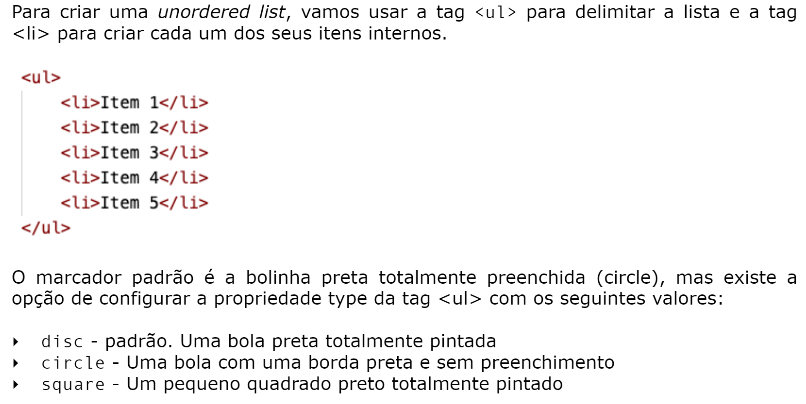 Para criar uma unordered list, vamos usar a tag <ul> para delimitar a lista e a tag
<li> para criar cada um dos seus itens internos.
<ul>
    <li>Item 1</li>
    <li>Item 2</li>
    <li>Item 3</li>
    <li>Item 4</li>
    <li>Item 5</li>
</ul>
O marcador padrão é a bolinha preta totalmente preenchida (circle), mas existe a
opção de configurar a propriedade type da tag <ul> com os seguintes valores:
disc - padrão. Uma bola preta totalmente pintada
circle - Uma bola com uma borda preta e sem preenchimento
square - Um pequeno quadrado preto totalmente pintado